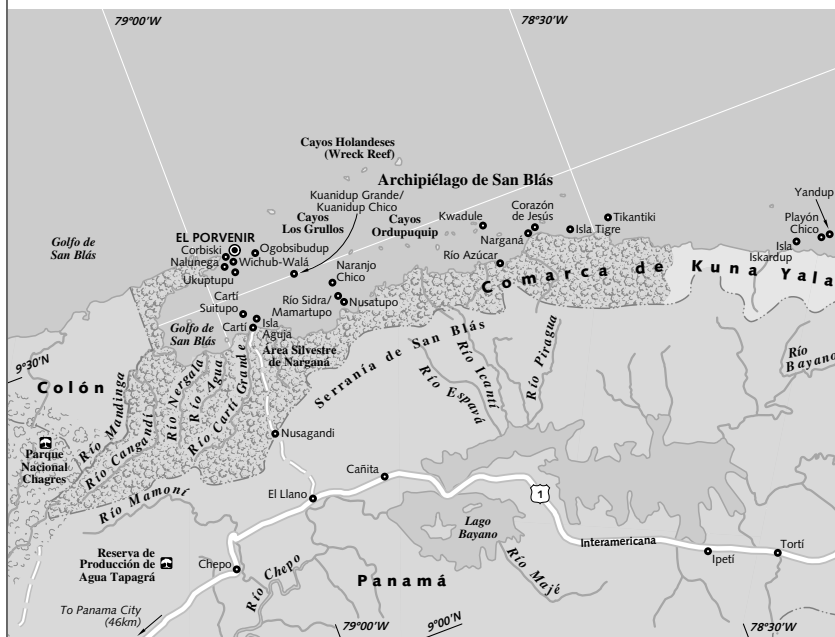 79°00'W
78°30'W
Cayos Holandeses
(Wreck Reef)
Archipiélago de San Blás
Kuanidup Grande/
Kuanidup Chico
Cayos
Los Grullos
Cayos
Ordupuquip
Kwadule
Corazón
de Jesús
Tikantiki
Yandup
Playón
Chico
Narganá
Isla Tigre
Isla
Iskardup
Golfo de
San Blás
EL PORVENIR
Corbiski
Nalunega
Ogobsibudup
Wichub-Walá
Ukuptupu
Naranjo
Chico
Río Azúcar
Comarca de Kuna Yala
Cartí
Suitupo
Río Sidra/
Mamartupo
Nusatupo
Golfo de
San Blás
Cartí
Isla
Aguja
Área Silvestre
de Narganá
Serranía de San Blás
9°30'N
Colón
Río Mandinga
Río Cangandí
Río Nergala
Río Agua
Río Cartí Grande
Río Espavá
Río Icantí
Río Piragua
Río
Bayano
Parque
Nacional
Chagres
Nusagandi
Río Mamoní
Cañita
El Llano
1
Lago
Bayano
Interamericana
Ipetí
Tortí
Reserva de
Producción de
Agua Tapagrá
Chepo
Río Chepo
Panamá
Río Majé
To Panama City
(46km)
79°00'W
9°00'N
78°30'W